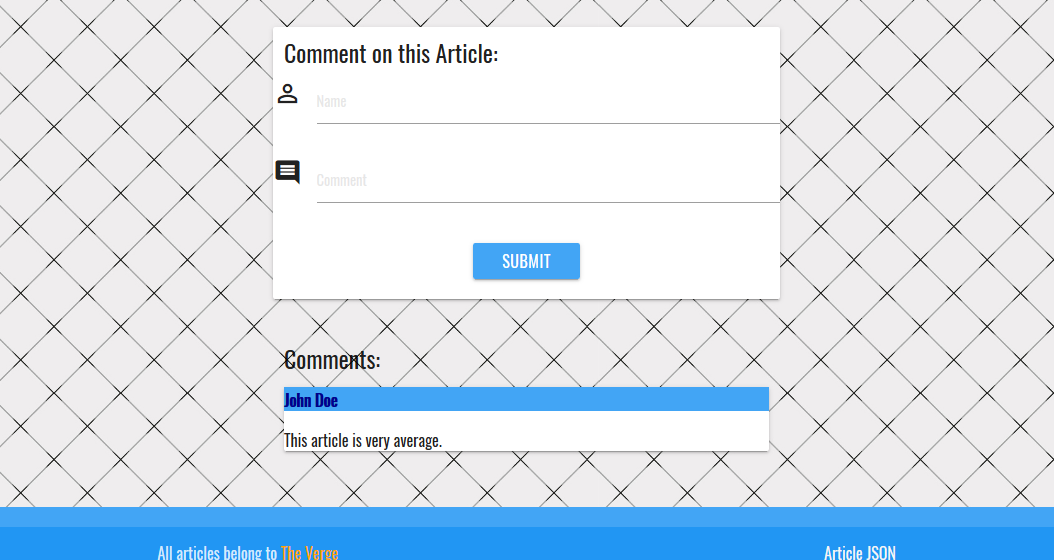 Comment on this Article:
Name
Comment
SUBMIT
Comments:
John Doe
This article is very average.
All articles belong to The Verge
Article JSON